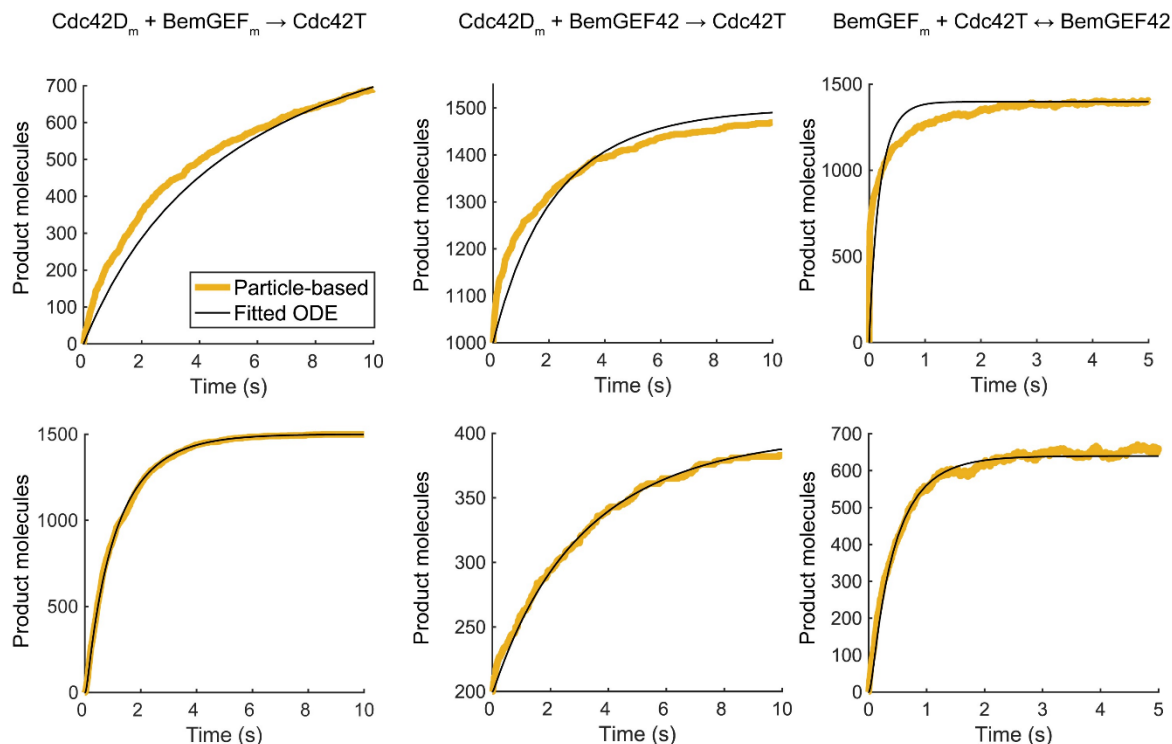 Cdc42Dm + BemGEFm → Cdc42T
Cdc42Dm + BemGEF42 → Cdc42T
BemGEFm + Cdc42T ↔ BemGEF42
Product molecules
700
600
500
400
300
200
100
0
0 2 4 6 8 10
Time (s)
Particle-based
Fitted ODE
Product molecules
1500
1400
1300
1200
1100
1000
0 2 4 6 8 10
Time (s)
Product molecules
1500
1000
500
0
0 1 2 3 4 5
Time (s)
Product molecules
1500
1000
500
0
0 2 4 6 8 10
Time (s)
Product molecules
400
350
300
250
200
0 2 4 6 8 10
Time (s)
Product molecules
700
600
500
400
300
200
100
0
0 1 2 3 4 5
Time (s)